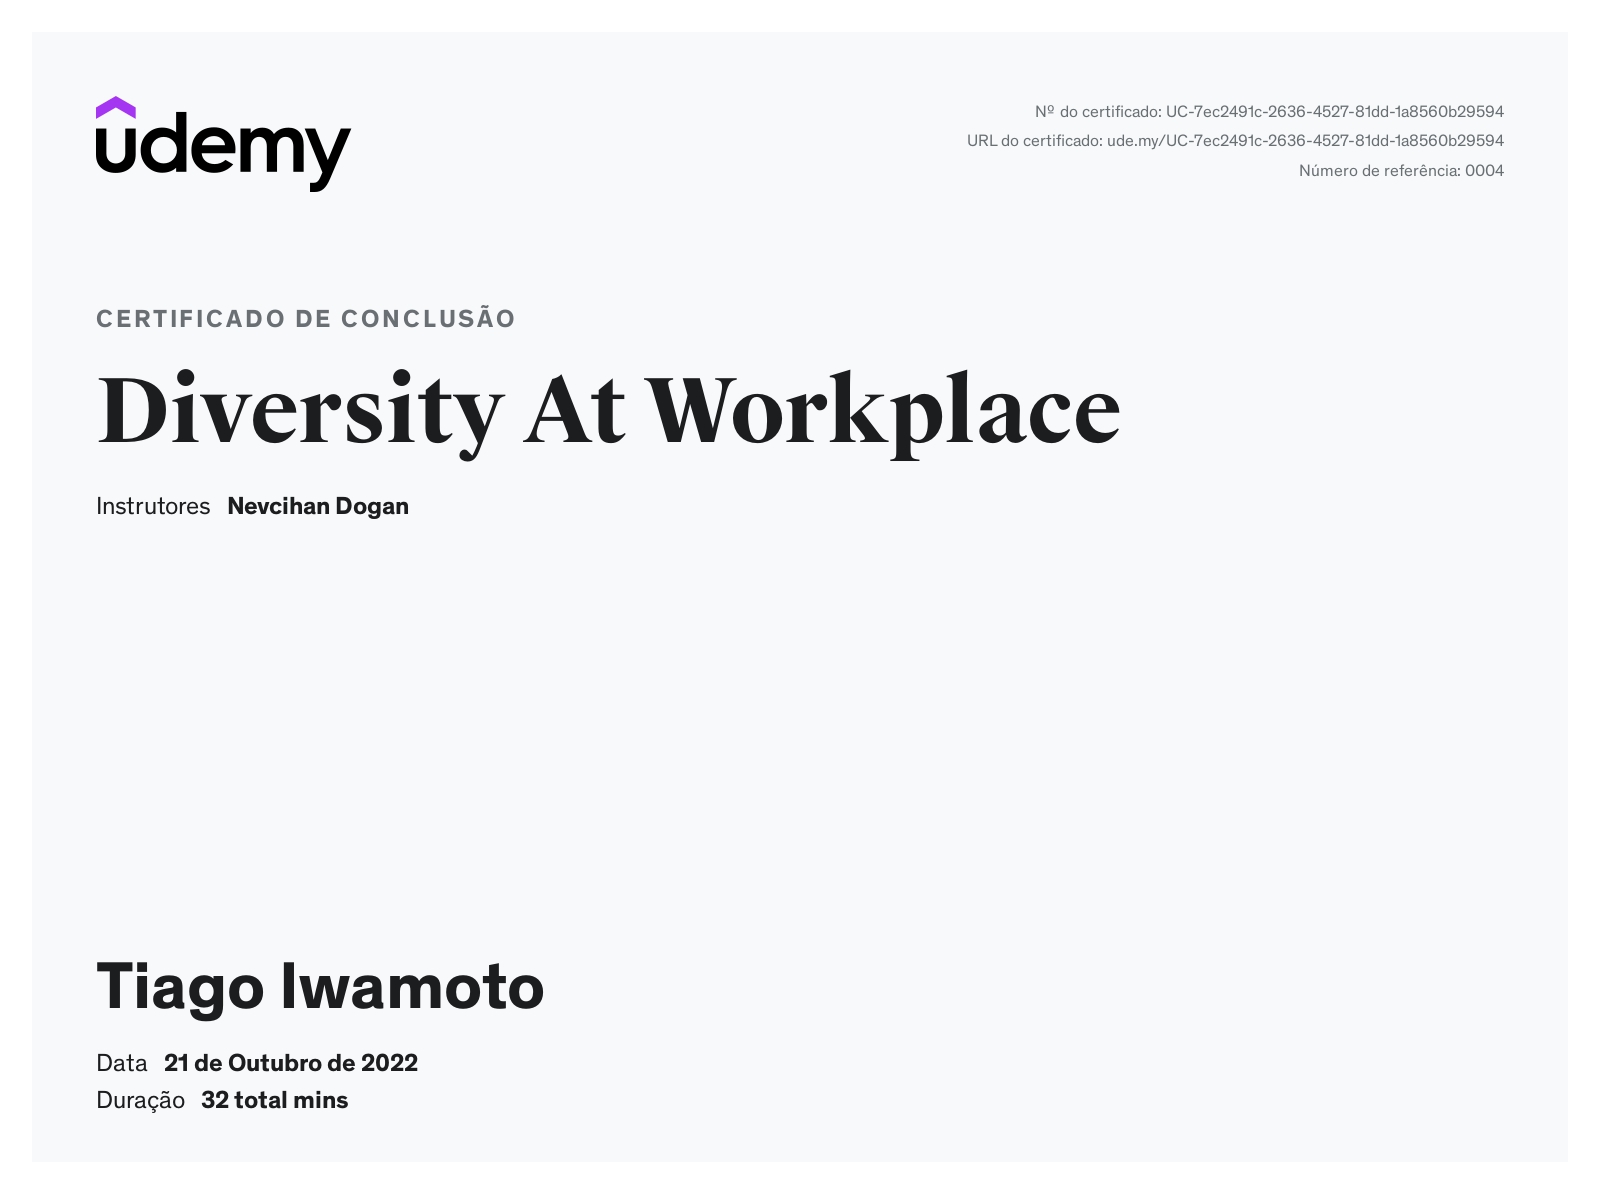 udemy
Nº do certificado: UC-7ec2491c-2636-4527-81dd-1a8560b29594
URL do certificado: ude.my/UC-7ec2491c-2636-4527-81dd-1a8560b29594
Número de referência: 0004
CERTIFICADO DE CONCLUSÃO
Diversity At Workplace
Instrutores Nevcihan Dogan
Tiago Iwamoto
Data 21 de Outubro de 2022
Duração 32 total mins